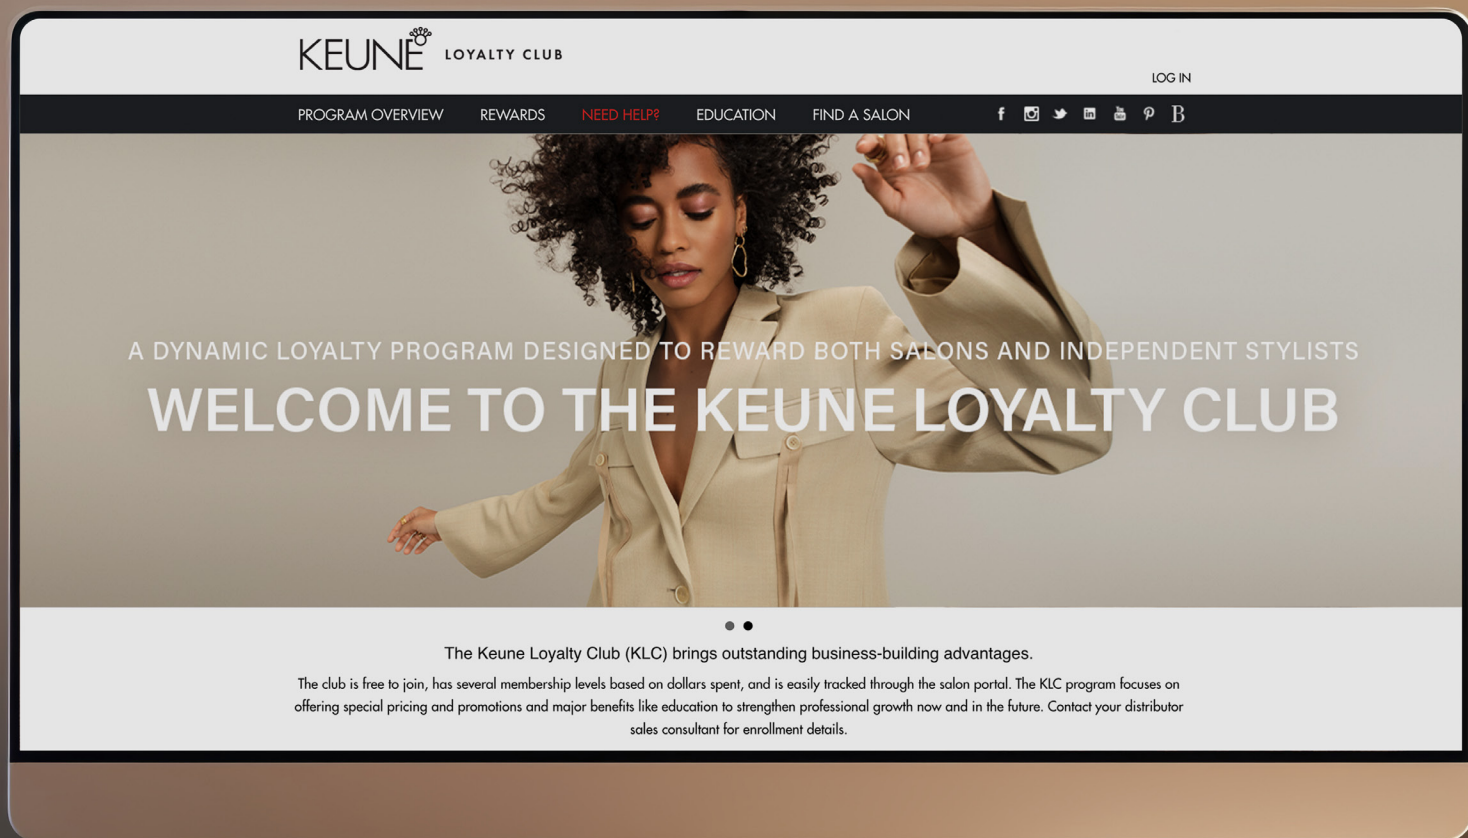 KEUNE LOYALTY CLUB
LOG IN
PROGRAM OVERVIEW REWARDS NEED HELP? EDUCATION FIND A SALON
A DYNAMIC LOYALTY PROGRAM DESIGNED TO REWARD BOTH SALONS AND INDEPENDENT STYLISTS
WELCOME TO THE KEUNE LOYALTY CLUB
The Keune Loyalty Club (KLC) brings outstanding business-building advantages.
The club is free to join, has several membership levels based on dollars spent, and is easily tracked through the salon portal. The KLC program focuses on
offering special pricing and promotions and major benefits like education to strengthen professional growth now and in the future. Contact your distributor
sales consultant for enrollment details.